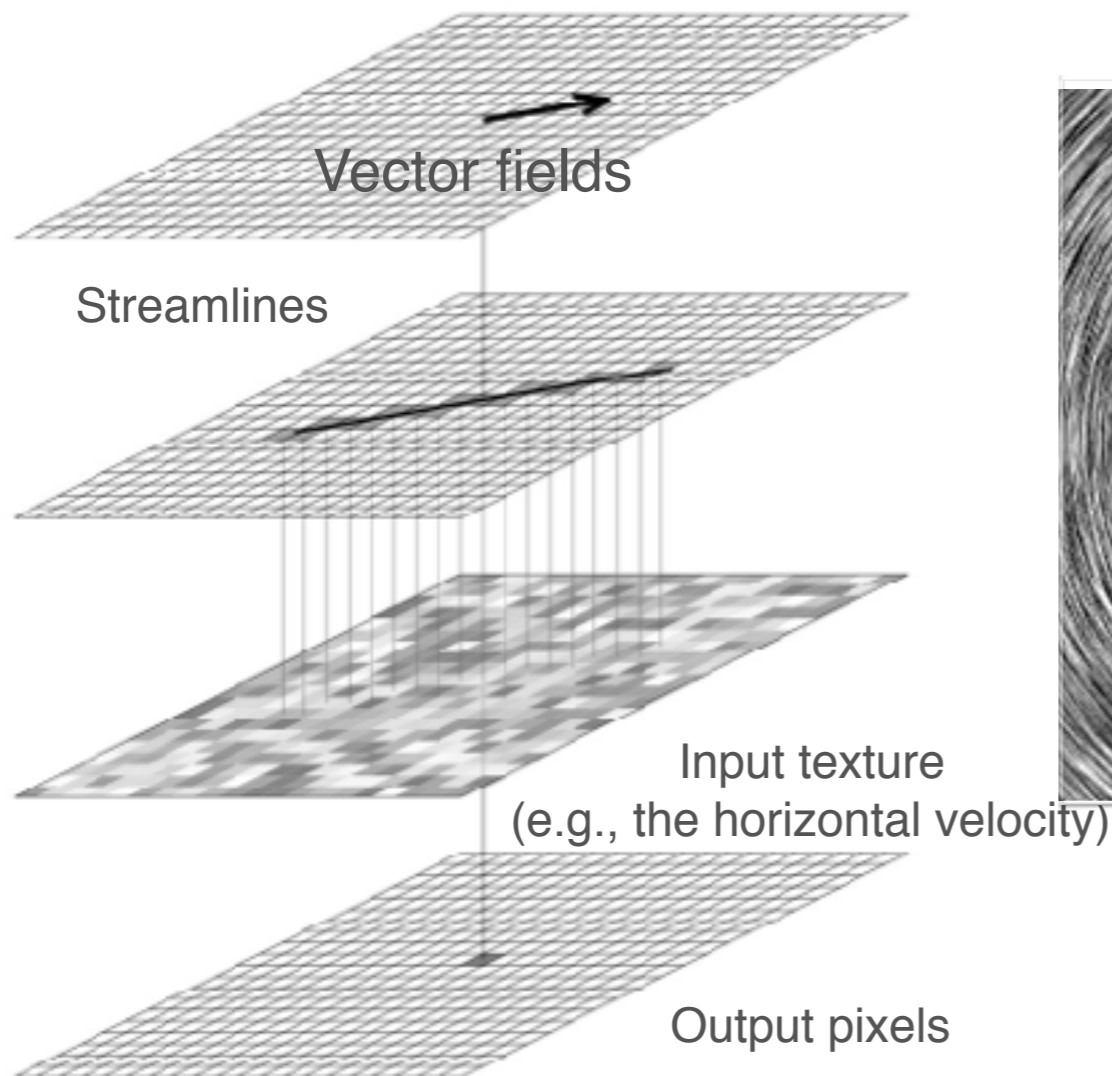 Vector fields
Streamlines
Input texture
(e.g., the horizontal velocity)
Output pixels